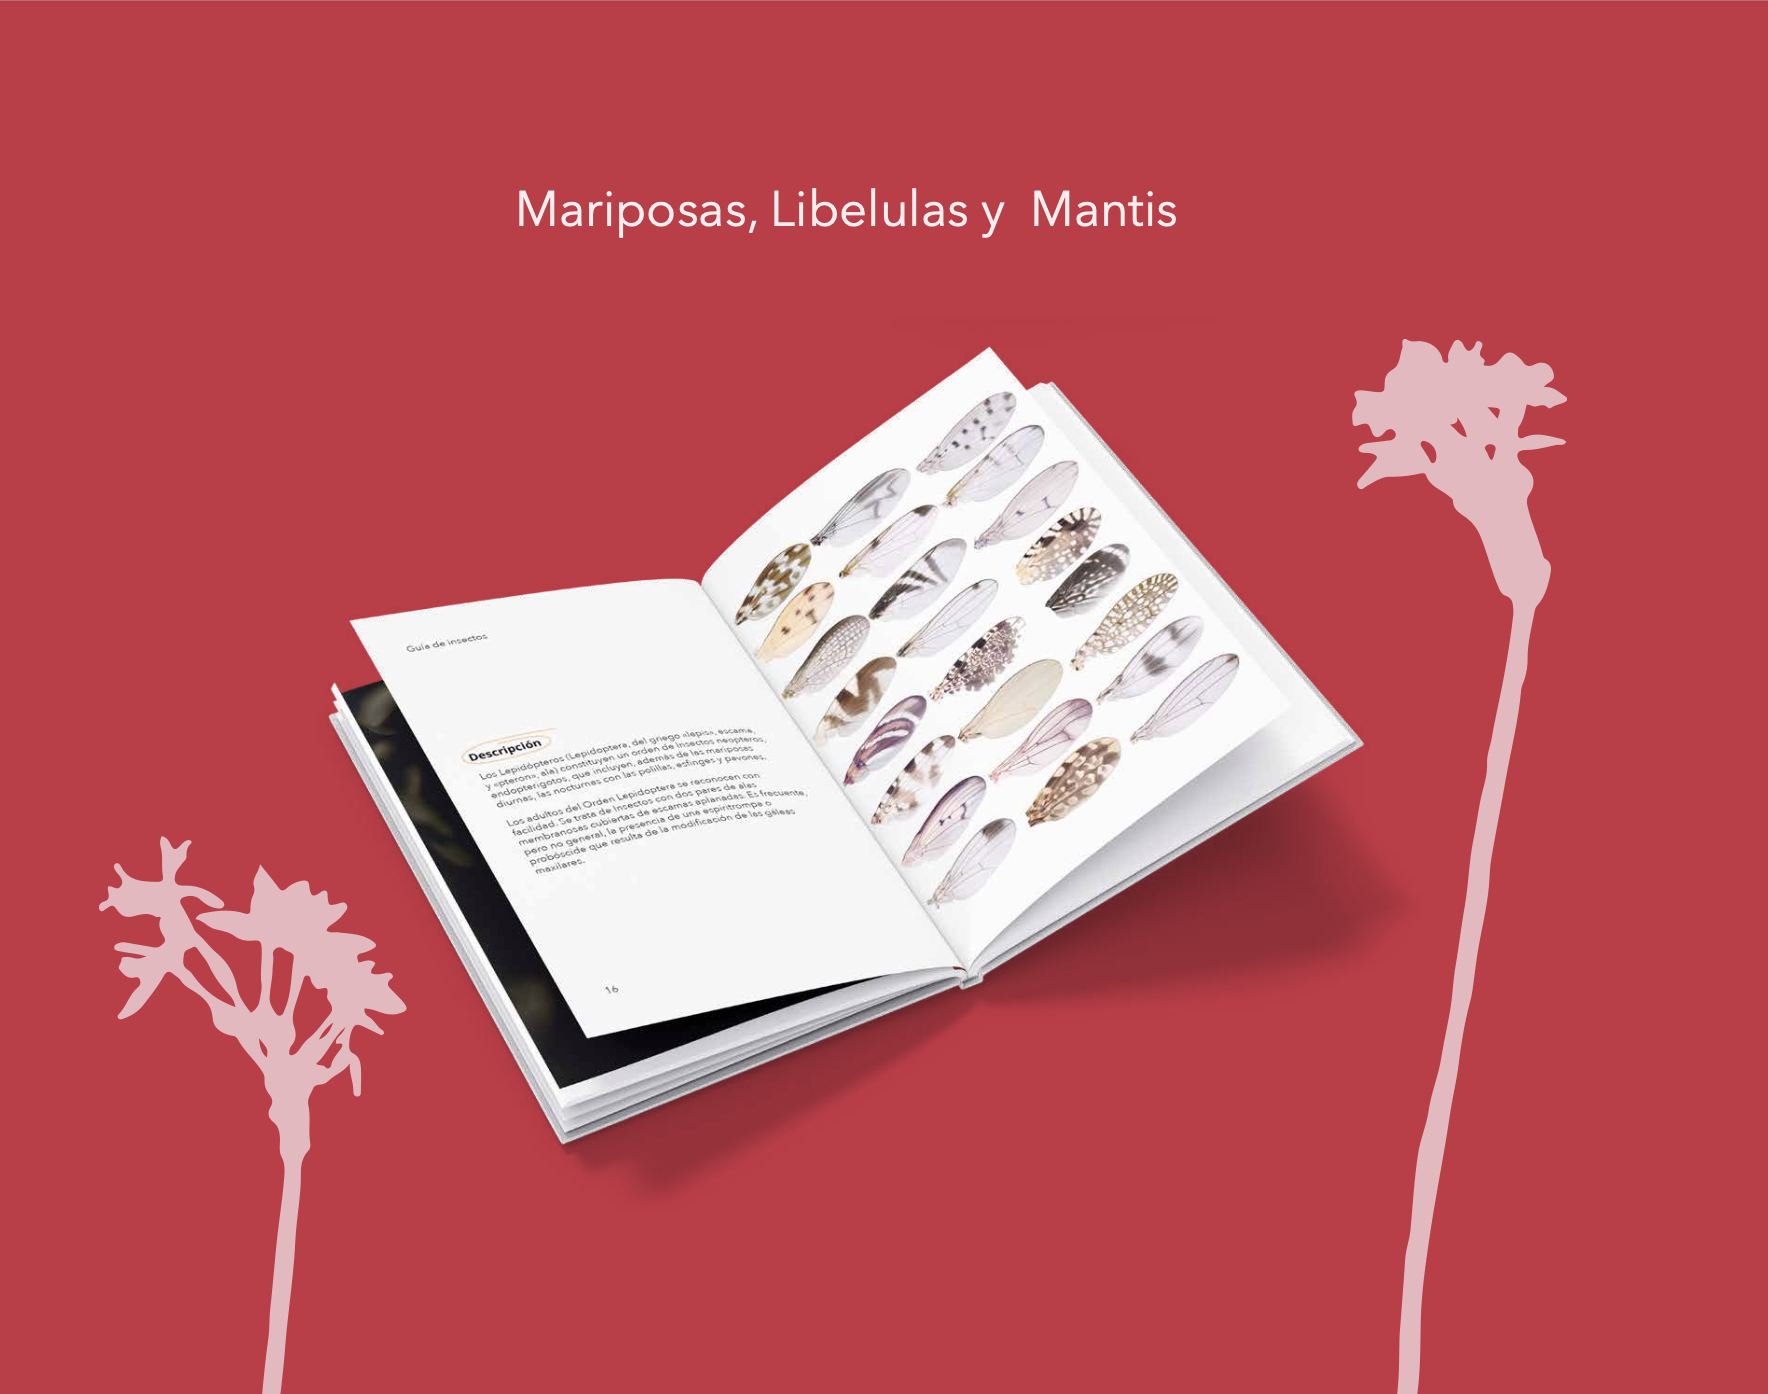 Mariposas, Libelulas y  Mantis
Guía de insectos
Descripción
Los Lepidópteros (Lepidoptera, del griego «lepis», escama,
y «pteron», ala) constituyen un orden de insectos neópteros,
endopterigotos, que incluyen, además de las mariposas
diurnas, las nocturnas con las polillas, esfinges y pavones.
Los adultos del Orden Lepidoptera se reconocen con
facilidad. Se trata de insectos con dos pares de alas
membranosas cubiertas de escamas aplanadas. Es frecuente,
pero no general, la presencia de una espiritrompa o
probóscide que resulta de la modificación de las gáleas
maxilares.
16